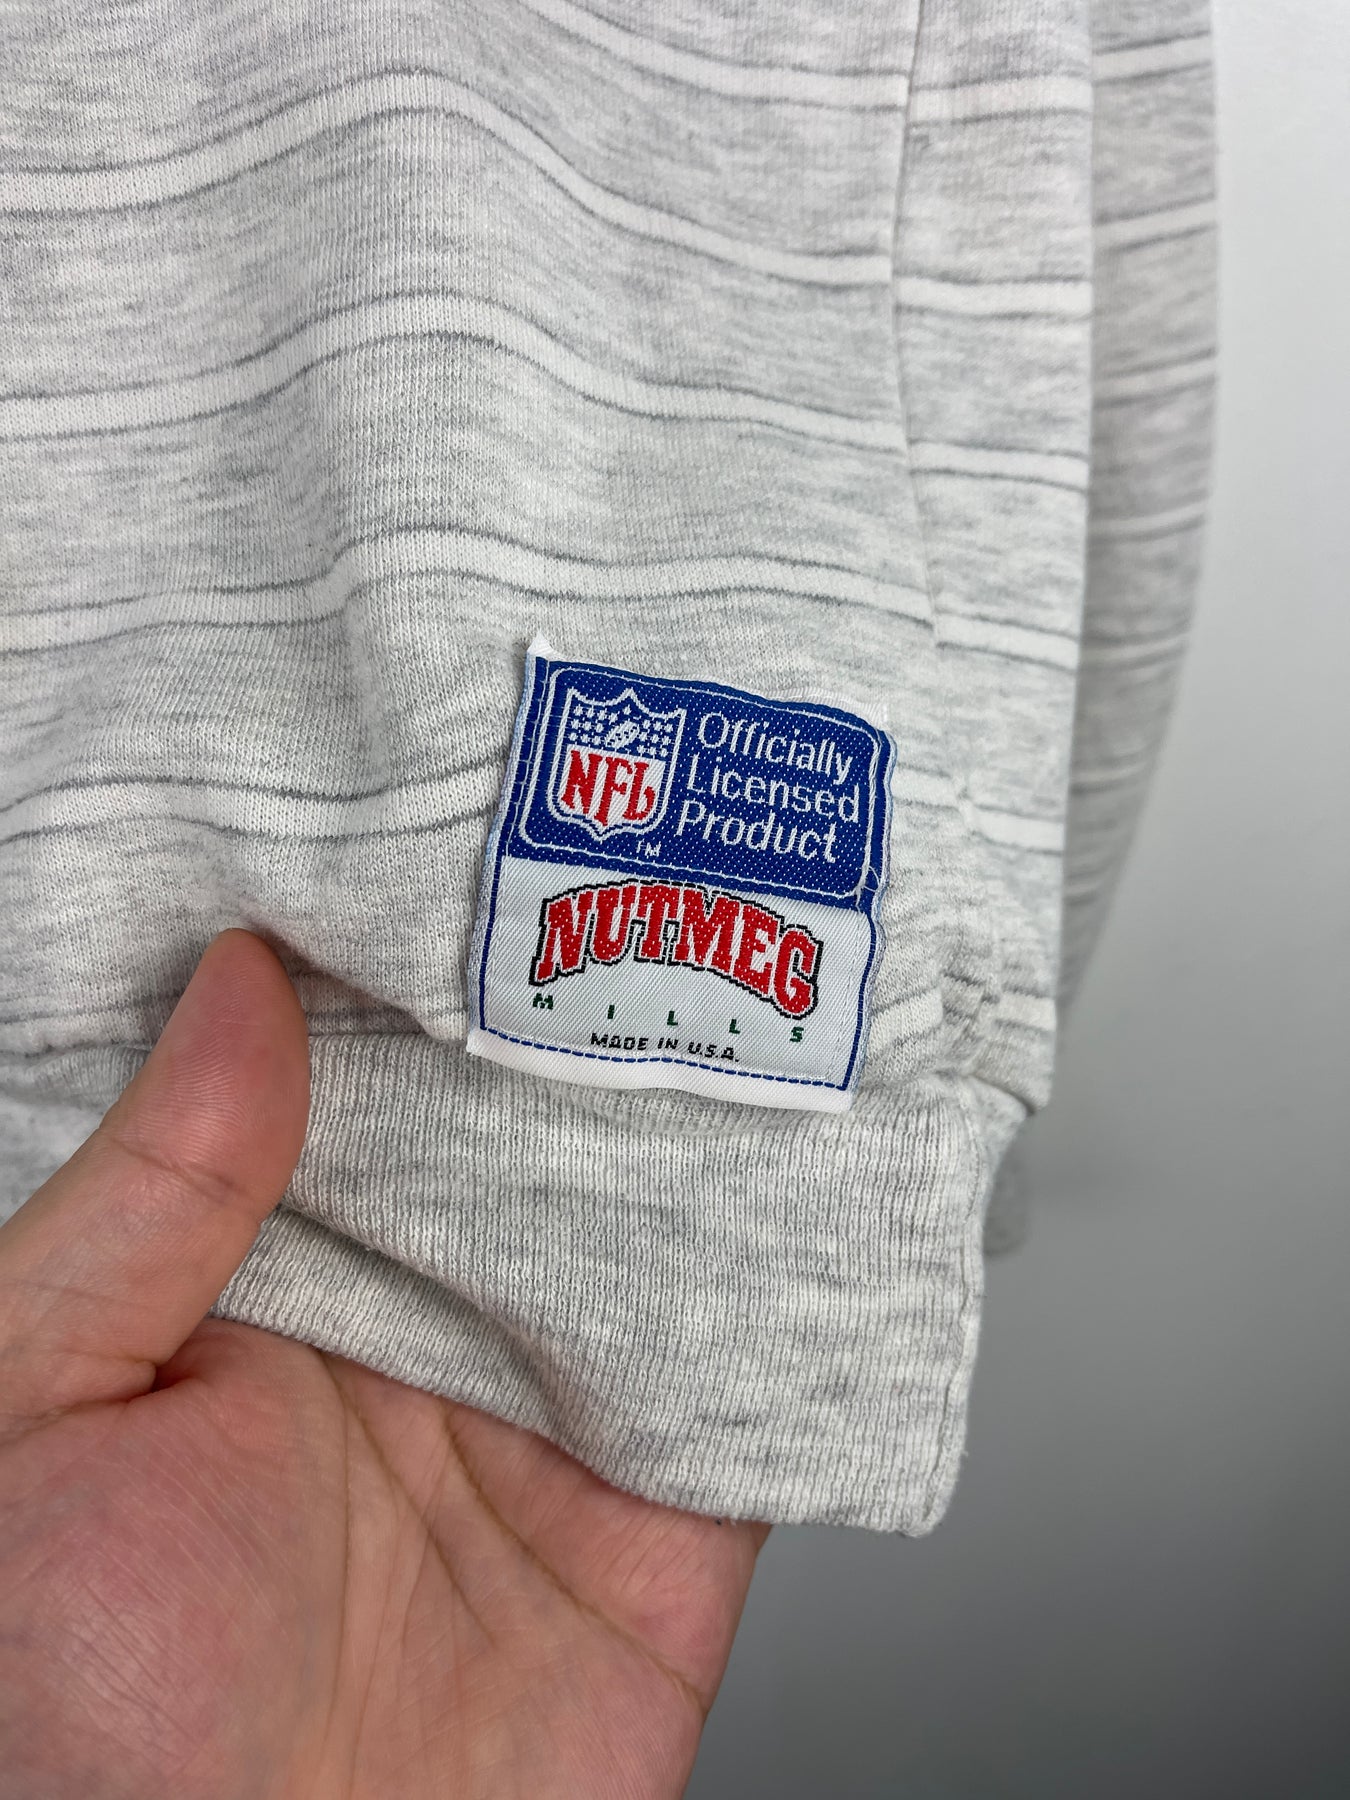 NFL
TM
Officially
Licensed
Product
NUTMEG
MILLS
MADE IN U.S.A.